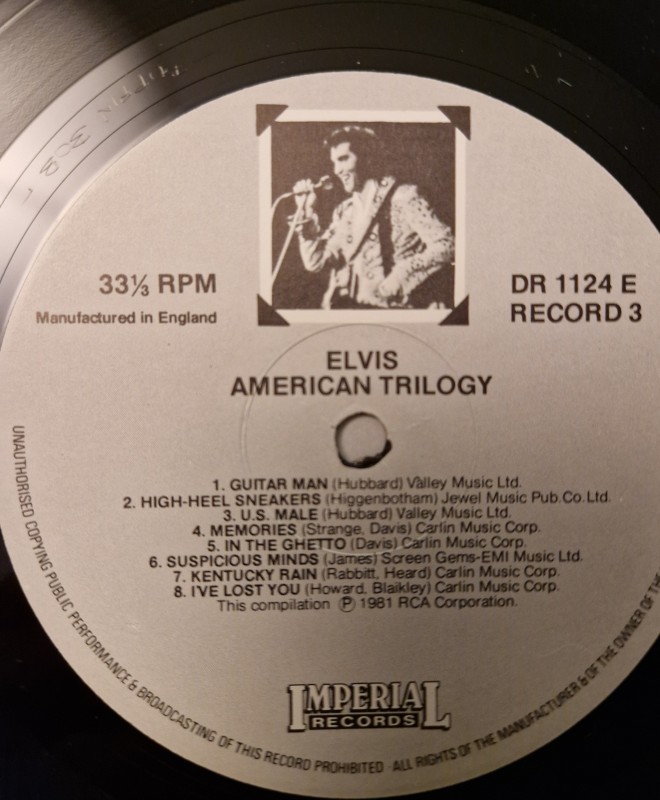 33⅓ RPM
Manufactured in England
DR 1124 E
RECORD 3
ELVIS
AMERICAN TRILOGY
1. GUITAR MAN (Hubbard) Valley Music Ltd.
2. HIGH-HEEL SNEAKERS (Higgenbotham) Jewel Music Pub.Co.Ltd.
3. U.S. MALE (Hubbard) Valley Music Ltd.
4. MEMORIES (Strange, Davis) Carlin Music Corp.
5. IN THE GHETTO (Davis) Carlin Music Corp.
6. SUSPICIOUS MINDS (James) Screen Gems-EMI Music Ltd.
7. KENTUCKY RAIN (Rabbitt, Heard) Carlin Music Corp.
8. I'VE LOST YOU (Howard, Blaikley) Carlin Music Corp.
This compilation Ⓟ 1981 RCA Corporation.
IMPERIAL
RECORDS
UNAUTHORISED COPYING PUBLIC PERFORMANCE & BROADCASTING OF THIS RECORD PROHIBITED · ALL RIGHTS OF THE MANUFACTURER & OF THE OWNER OF THE